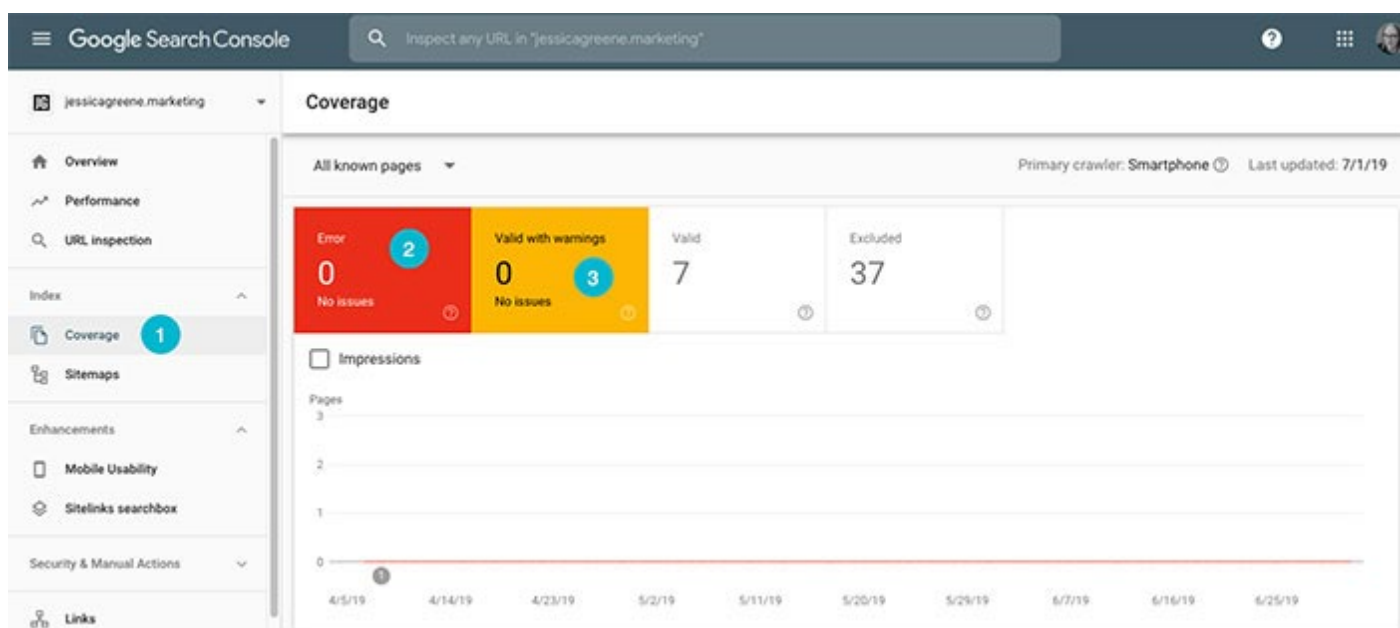 Google Search Console
Inspect any URL in "jessicagreene.marketing"
jessicagreene.marketing
Coverage
Overview
Performance
URL inspection
Index
Coverage
1
Sitemaps
Enhancements
Mobile Usability
Sitelinks searchbox
Security & Manual Actions
Links
All known pages
Primary crawler: Smartphone
Last updated: 7/1/19
Error
2
0
No issues
Valid with warnings
0
3
No issues
Valid
7
Excluded
37
Impressions
Pages
3
2
1
0
1
4/5/19 4/14/19 4/23/19 5/2/19 5/11/19 5/20/19 5/29/19 6/7/19 6/16/19 6/25/19